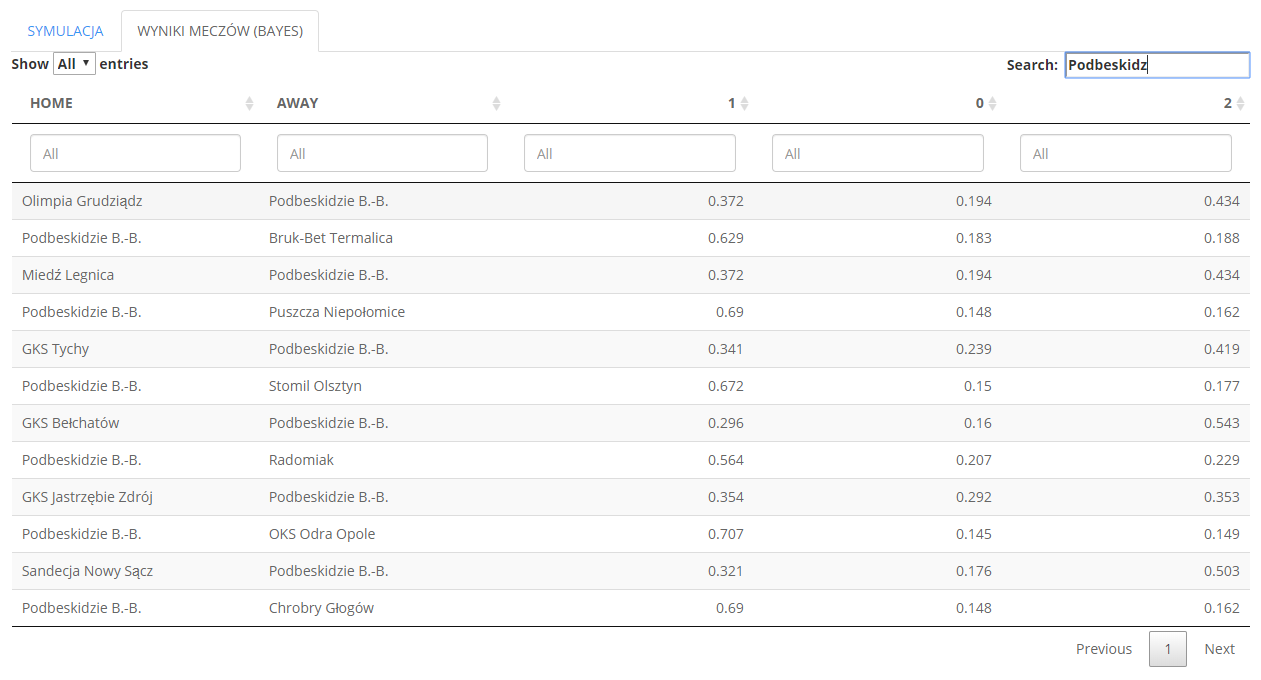 SYMULACJA WYNIKI MECZÓW (BAYES)
Show All entries Search: Podbeskidz
HOME AWAY 1 0 2
All All All All All
Olimpia Grudziądz Podbeskidzie B.-B. 0.372 0.194 0.434
Podbeskidzie B.-B. Bruk-Bet Termalica 0.629 0.183 0.188
Miedź Legnica Podbeskidzie B.-B. 0.372 0.194 0.434
Podbeskidzie B.-B. Puszcza Niepołomice 0.69 0.148 0.162
GKS Tychy Podbeskidzie B.-B. 0.341 0.239 0.419
Podbeskidzie B.-B. Stomil Olsztyn 0.672 0.15 0.177
GKS Bełchatów Podbeskidzie B.-B. 0.296 0.16 0.543
Podbeskidzie B.-B. Radomiak 0.564 0.207 0.229
GKS Jastrzębie Zdrój Podbeskidzie B.-B. 0.354 0.292 0.353
Podbeskidzie B.-B. OKS Odra Opole 0.707 0.145 0.149
Sandecja Nowy Sącz Podbeskidzie B.-B. 0.321 0.176 0.503
Podbeskidzie B.-B. Chrobry Głogów 0.69 0.148 0.162
Previous 1 Next